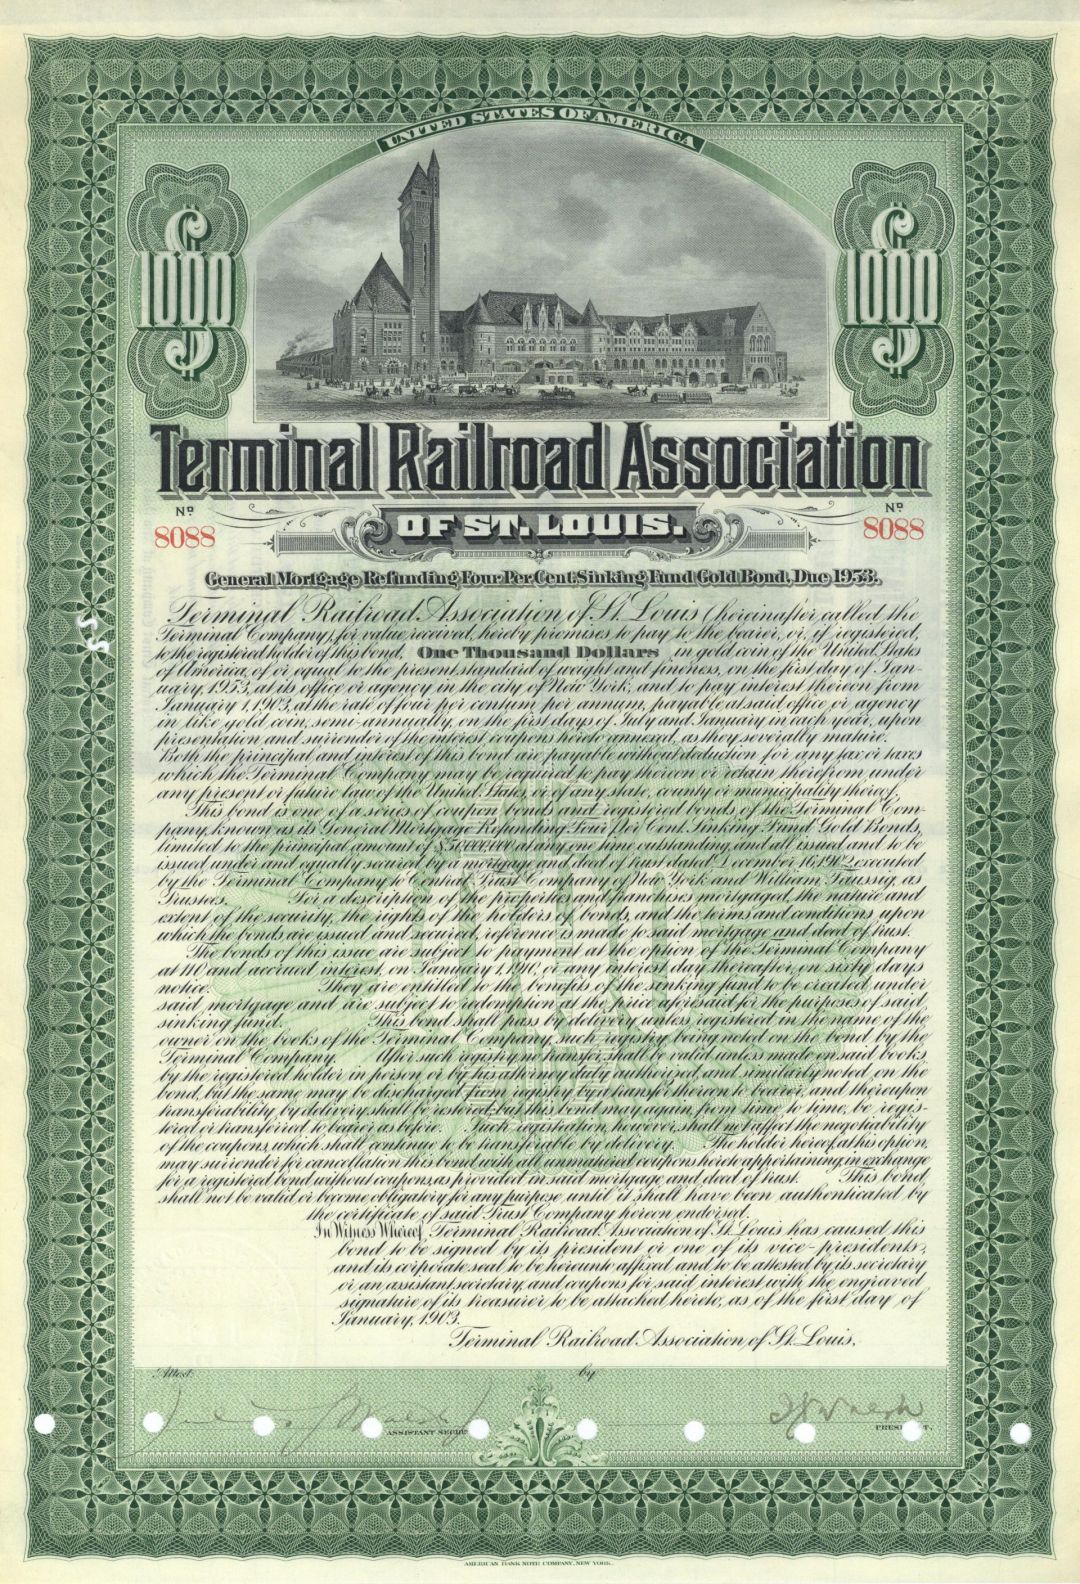 UNITED STATES OF AMERICA
1000
1000
Terminal Railroad Association
OF ST. LOUIS.
Nº
8088
Nº
8088
General Mortgage Refunding Four Per Cent Sinking Fund Gold Bond, Due 1953.
Terminal Railroad Association of St. Louis (hereinafter called the
Terminal Company), for value received, hereby promises to pay to the bearer, or, if registered,
to the registered holder of this bond, One Thousand Dollars in gold coin of the United States
of America, of or equal to the present standard of weight and fineness, on the first day of Jan-
uary, 1953, at its office or agency in the city of New York, and to pay interest thereon from
January 1, 1903, at the rate of four per centum per annum, payable at said office or agency
in like gold coin, semi-annually, on the first days of July and January in each year, upon
presentation and surrender of the interest coupons hereto annexed, as they severally mature.
Both the principal and interest of this bond are payable without deduction for any tax or taxes
which the Terminal Company may be required to pay thereon or retain therefrom under
any present or future law of the United States, or of any state, county or municipality thereof.
This bond is one of a series of coupon bonds and registered bonds of the Terminal Com-
pany, known as its General Mortgage Refunding Four Per Cent. Sinking Fund Gold Bonds,
limited to the principal amount of $50,000,000 at any one time outstanding, and all issued and to be
issued under and equally secured by a mortgage and deed of trust dated December 16, 1902, executed
by the Terminal Company to Central Trust Company of New York and William Taussig, as
Trustees. For a description of the properties and franchises mortgaged, the nature and
extent of the security, the rights of the holders of bonds, and the terms and conditions upon
which the bonds are issued and secured, reference is made to said mortgage and deed of trust.
The bonds of this issue are subject to payment at the option of the Terminal Company
at 110 and accrued interest, on January 1, 1910, or any interest day thereafter, on sixty days
notice. They are entitled to the benefits of the sinking fund to be created under
said mortgage and are subject to redemption at the price aforesaid for the purposes of said
sinking fund. This bond shall pass by delivery unless registered in the name of the
owner on the books of the Terminal Company, such registry being noted on the bond by the
Terminal Company. After such registry no transfer shall be valid unless made on said books
by the registered holder in person or by his attorney duly authorized, and similarly noted on the
bond, but the same may be discharged from registry by a transfer thereon to bearer, and thereupon
transferability by delivery shall be restored; but this bond may again, from time to time, be regis-
tered or transferred to bearer as before. Such registration, however, shall not affect the negotiability
of the coupons, which shall continue to be transferable by delivery. The holder hereof, at his option,
may surrender for cancellation this bond with all unmatured coupons hereto appertaining, in exchange
for a registered bond without coupons, as provided in said mortgage and deed of trust. This bond
shall not be valid or become obligatory for any purpose until it shall have been authenticated by
the certificate of said Trust Company hereon endorsed.
In Witness Whereof Terminal Railroad Association of St. Louis has caused this
bond to be signed by its president or one of its vice-presidents,
and its corporate seal to be hereunto affixed and to be attested by its secretary
or an assistant secretary, and coupons for said interest with the engraved
signature of its treasurer to be attached hereto, as of the first day of
January, 1903.
Terminal Railroad Association of St. Louis,
Attest: by
ASSISTANT
AMERICAN BANK NOTE COMPANY, NEW YORK.